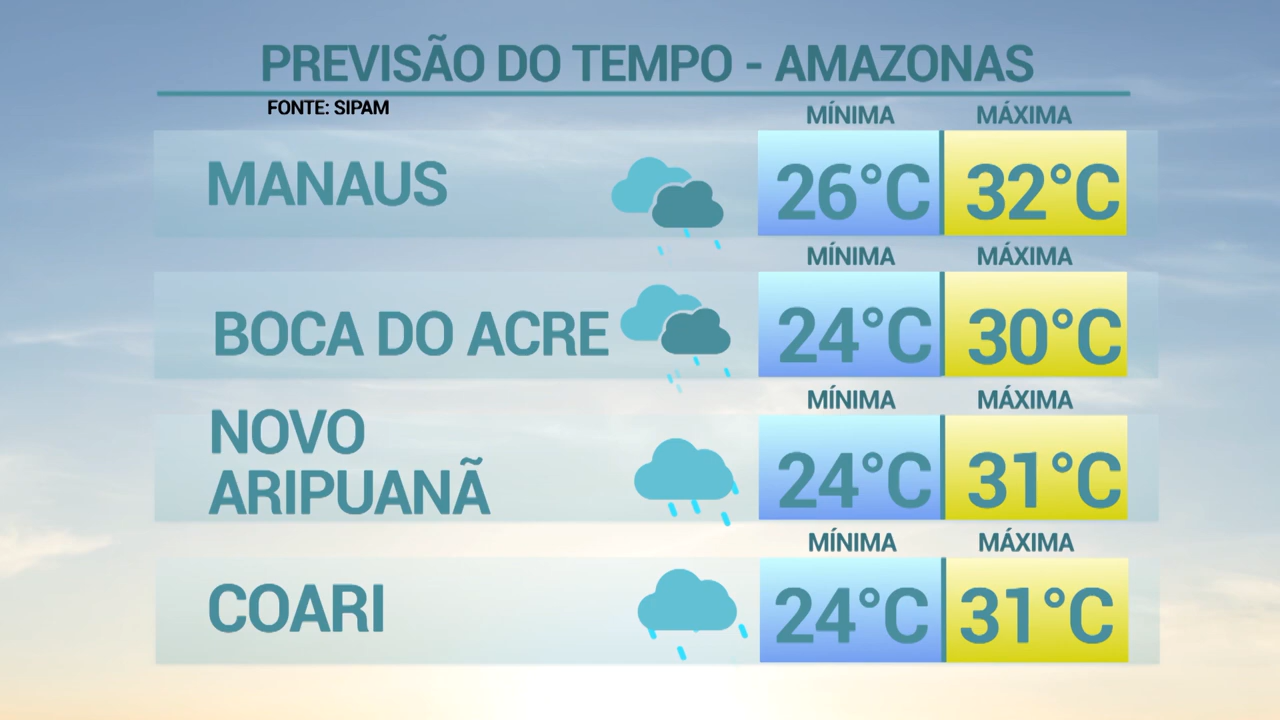 PREVISÃO DO TEMPO - AMAZONAS
FONTE: SIPAM
MÍNIMA MÁXIMA
MANAUS 26°C 32°C
MÍNIMA MÁXIMA
BOCA DO ACRE 24°C 30°C
MÍNIMA MÁXIMA
NOVO
ARIPUANÃ 24°C 31°C
MÍNIMA MÁXIMA
COARI 24°C 31°C